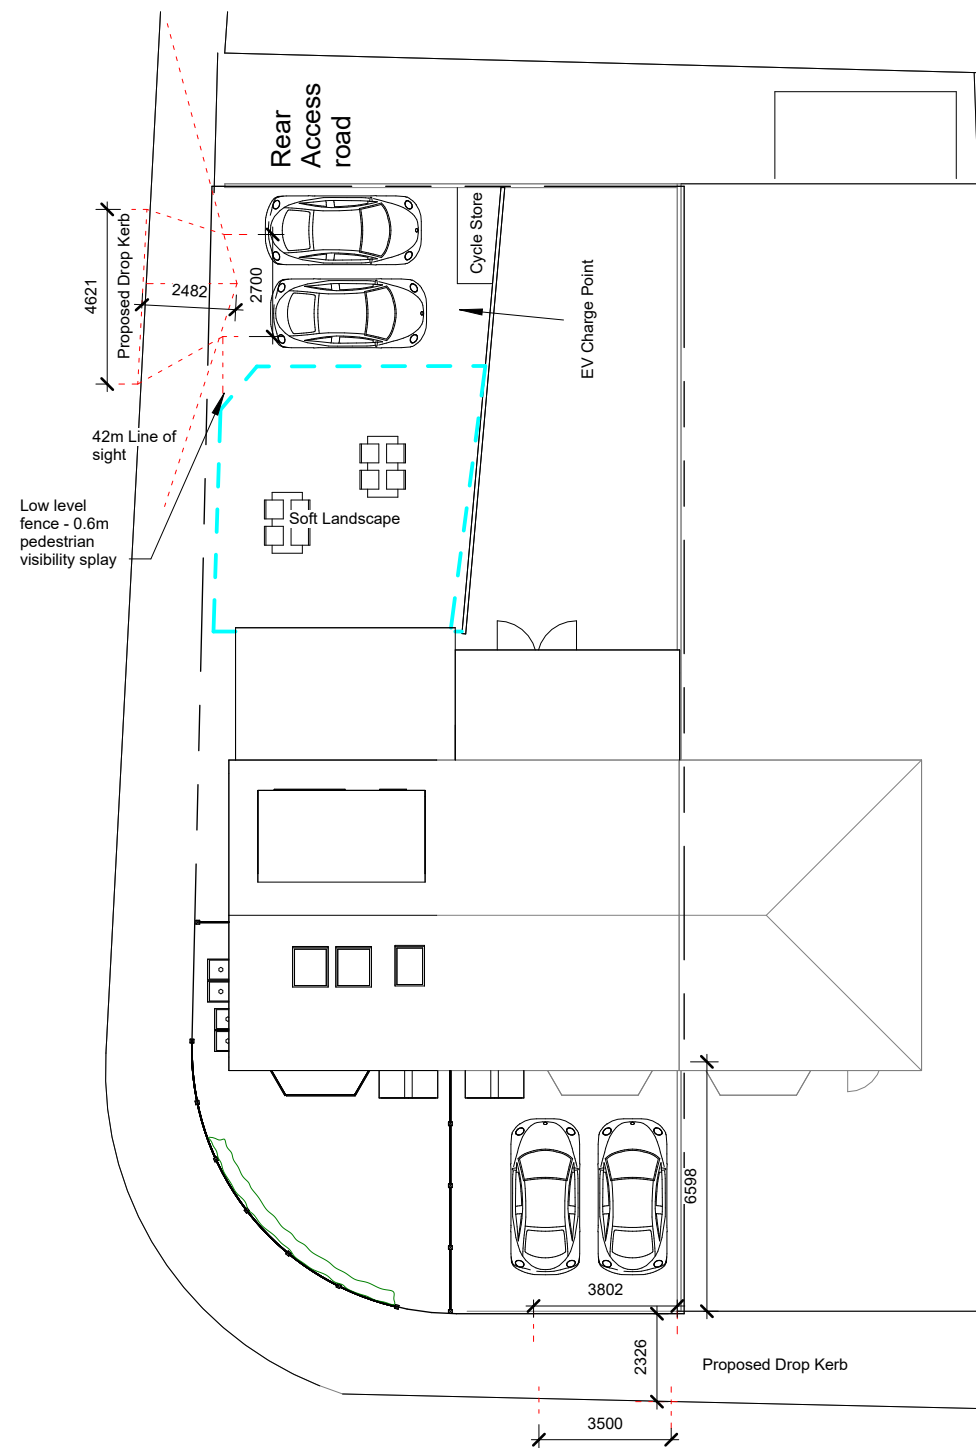 Rear
Access
road
Cycle Store
4621
Proposed Drop Kerb
2482
2700
EV Charge Point
42m Line of
sight
Low level
fence - 0.6m
pedestrian
visibility splay
Soft Landscape
6598
3802
2326
Proposed Drop Kerb
3500